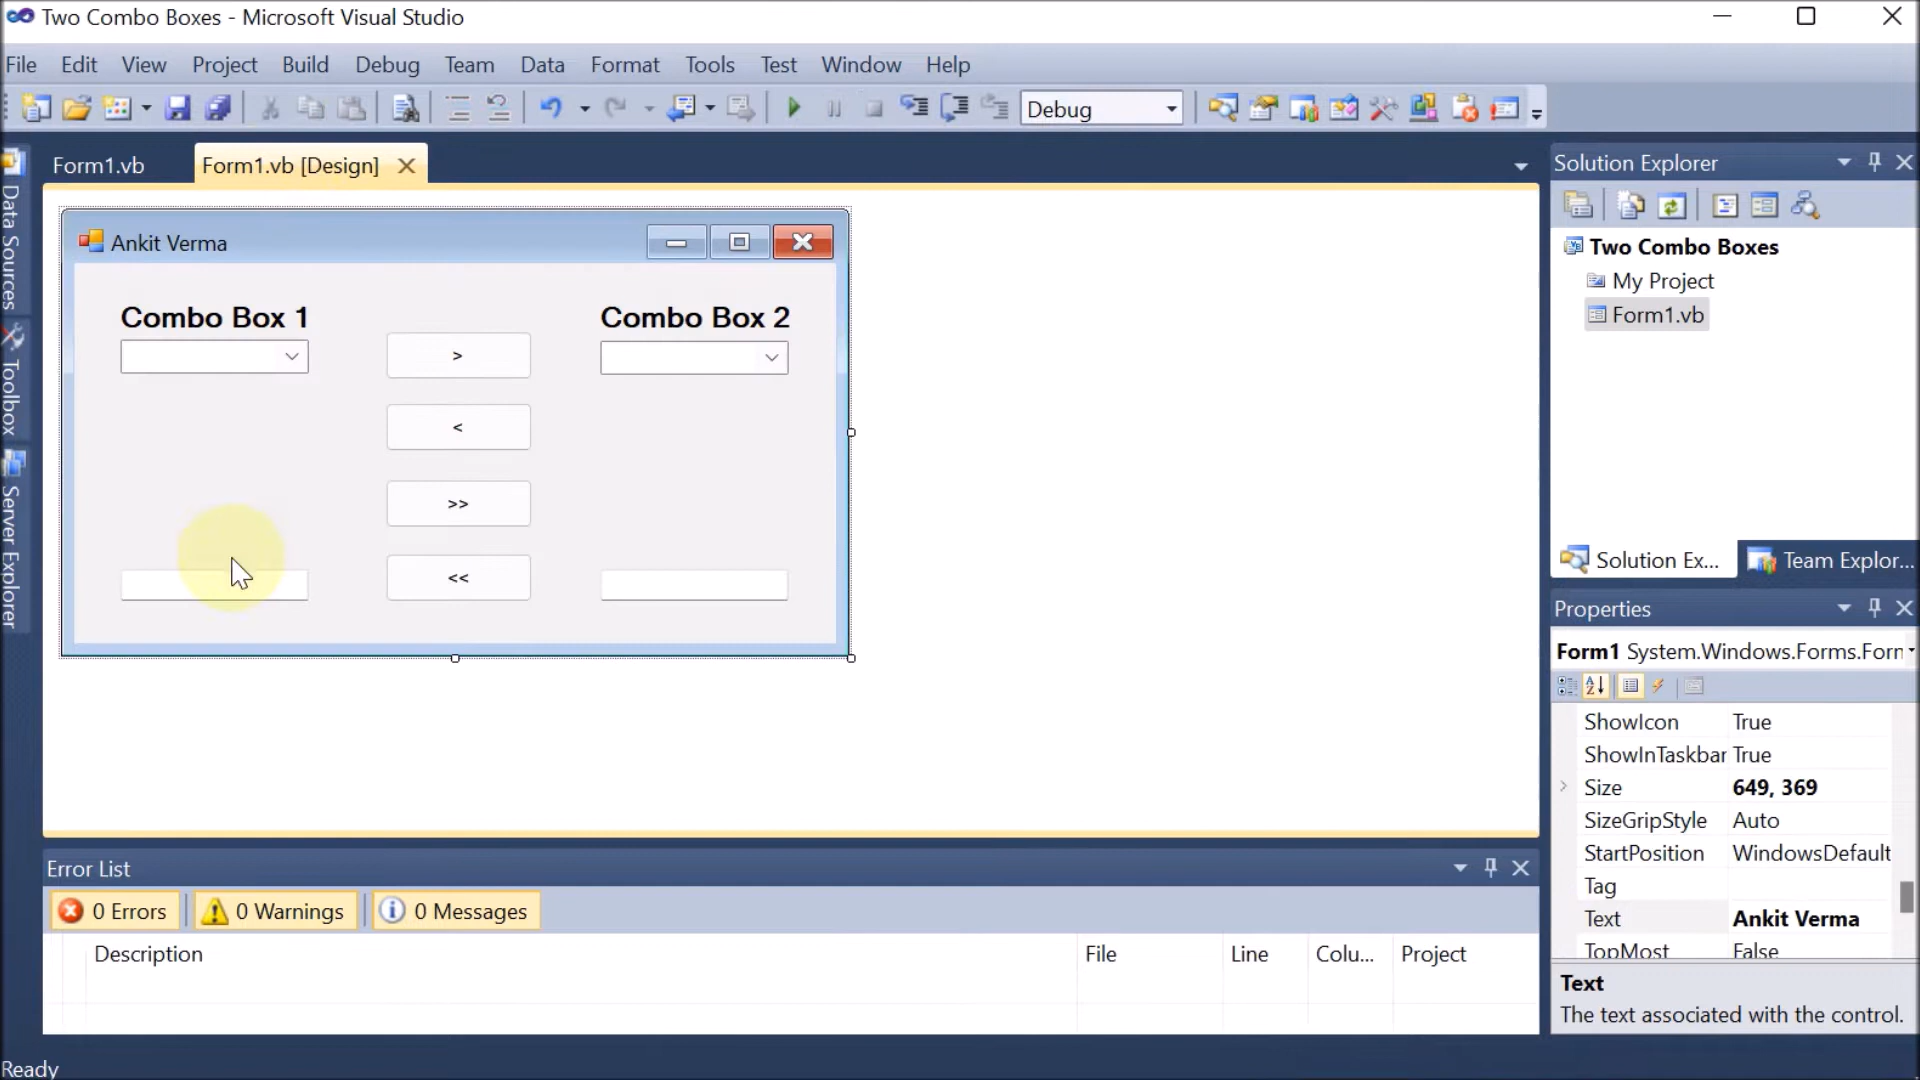 Two Combo Boxes - Microsoft Visual Studio
File Edit View Project Build Debug Team Data Format Tools Test Window Help
Debug
Data Sources
Toolbox
Server Explorer
Form1.vb
Form1.vb [Design]
Ankit Verma
Combo Box 1
Combo Box 2
>
<
>>
<<
Solution Explorer
Two Combo Boxes
My Project
Form1.vb
Solution Ex...
Team Explor...
Properties
Form1 System.Windows.Forms.Forn
ShowIcon True
ShowInTaskbar True
Size 649, 369
SizeGripStyle Auto
StartPosition WindowsDefault
Tag
Text Ankit Verma
TopMost False
Text
The text associated with the control.
Error List
0 Errors
0 Warnings
0 Messages
Description File Line Colu... Project
Ready